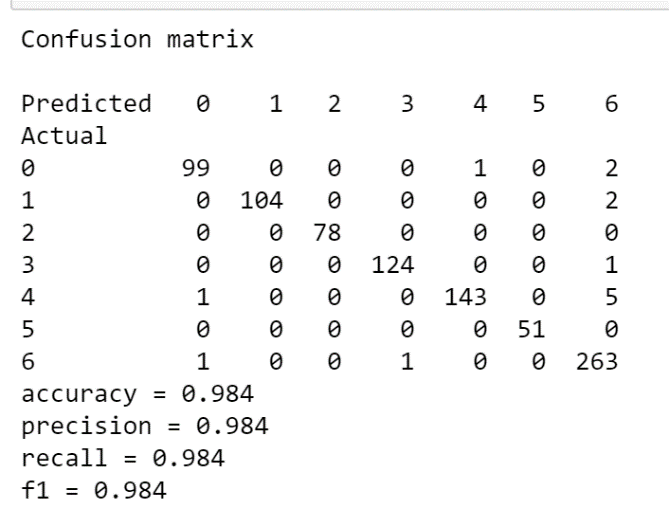 Confusion matrix
Predicted 0 1 2 3 4 5 6
Actual
0 99 0 0 0 1 0 2
1 0 104 0 0 0 0 2
2 0 0 78 0 0 0 0
3 0 0 0 124 0 0 1
4 1 0 0 0 143 0 5
5 0 0 0 0 0 51 0
6 1 0 0 1 0 0 263
accuracy = 0.984
precision = 0.984
recall = 0.984
f1 = 0.984